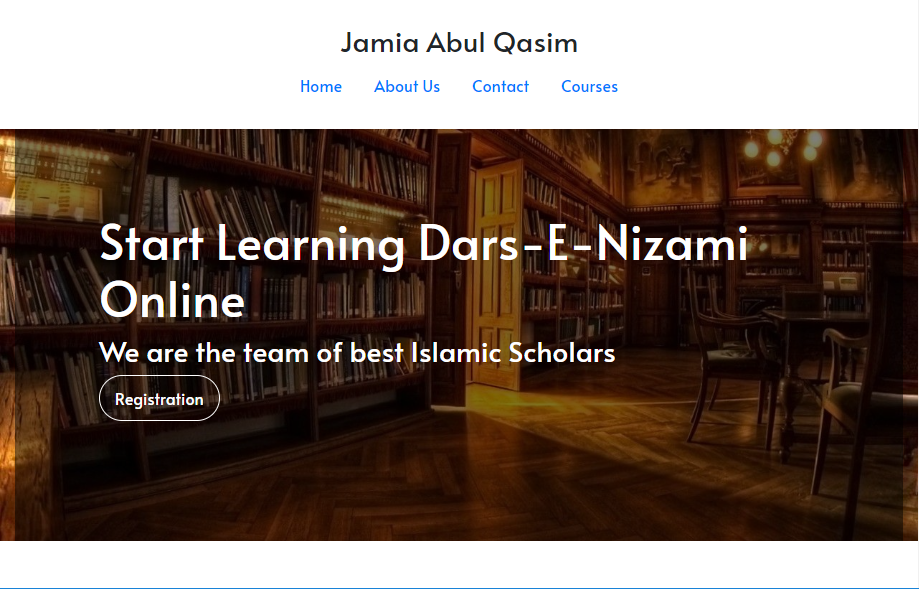 Jamia Abul Qasim
Home About Us Contact Courses
Start Learning Dars-E-Nizami
Online
We are the team of best Islamic Scholars
Registration